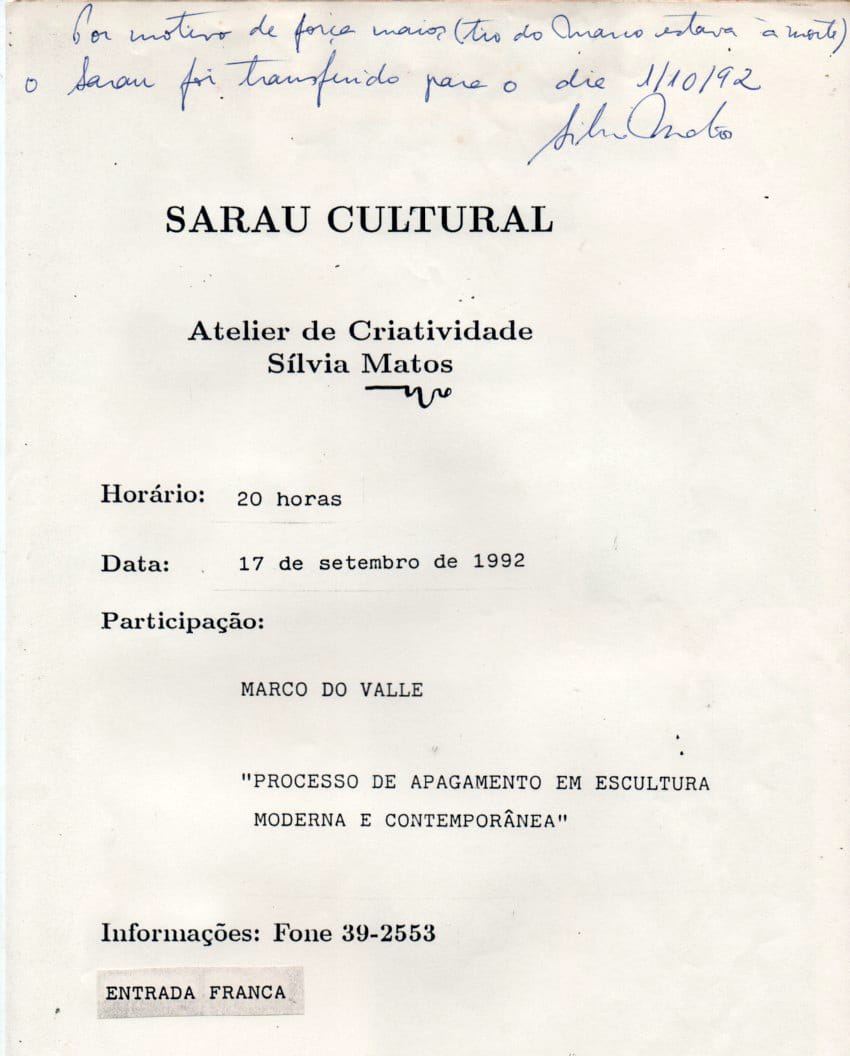 Por motivo de força maior (tio do Marco estava à morte)
o Sarau foi transferido para o dia 1/10/92
Silvia Matos
SARAU CULTURAL
Atelier de Criatividade
Sílvia Matos
Horário: 20 horas
Data: 17 de setembro de 1992
Participação:
MARCO DO VALLE
"PROCESSO DE APAGAMENTO EM ESCULTURA
MODERNA E CONTEMPORÂNEA"
Informações: Fone 39-2553
ENTRADA FRANCA